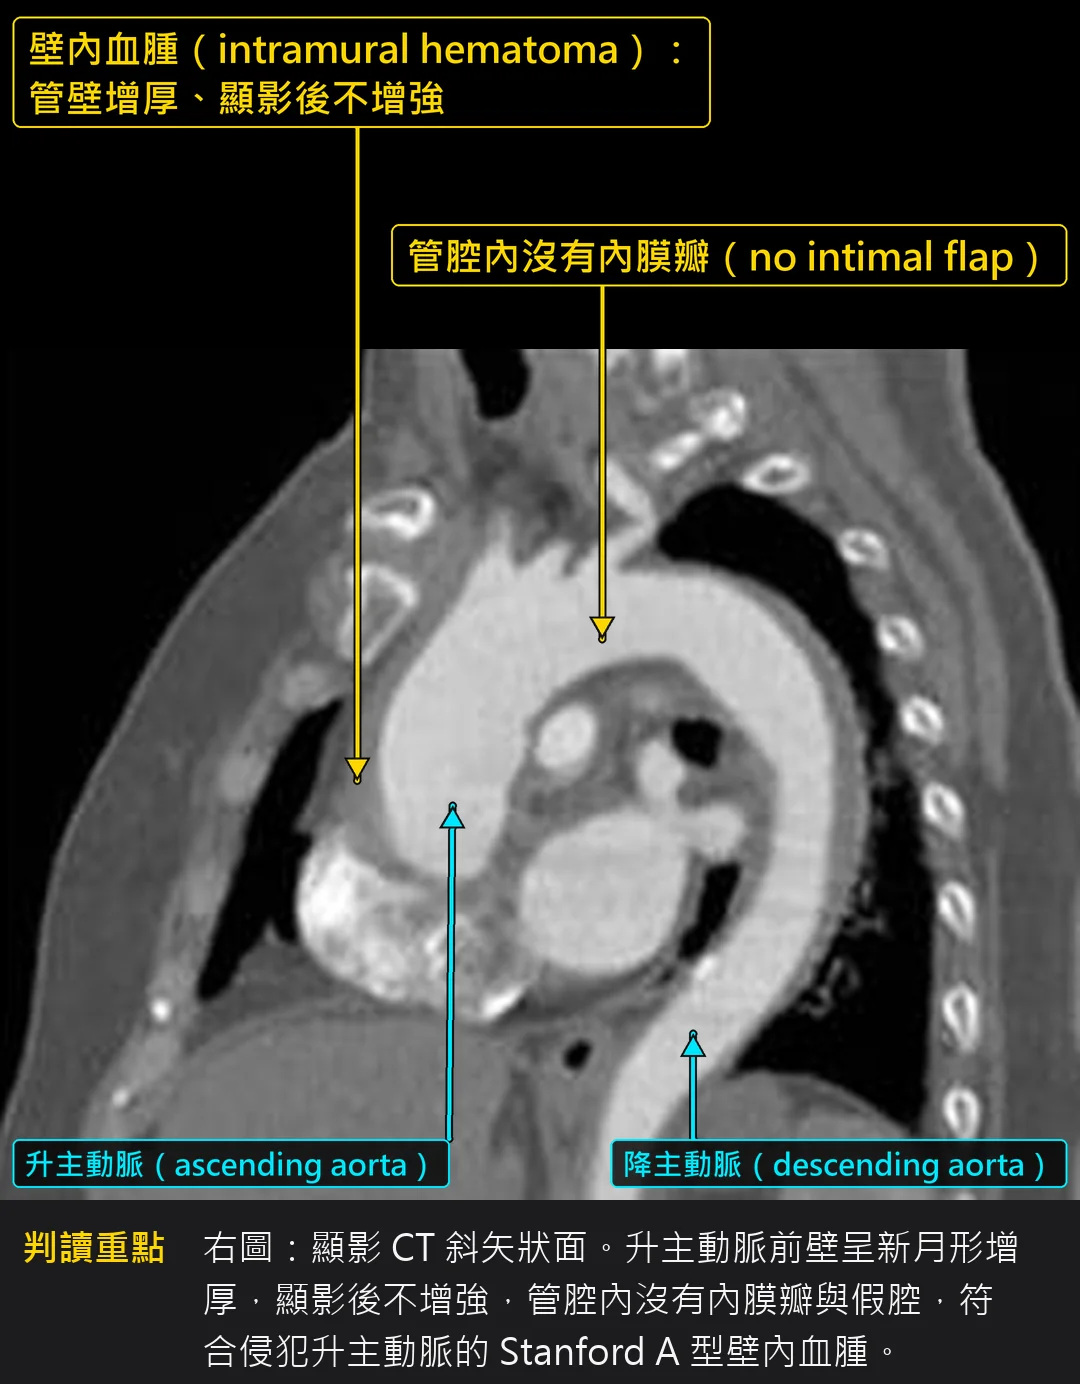 壁內血腫（intramural hematoma）：
管壁增厚、顯影後不增強
管腔內沒有內膜瓣（no intimal flap）
升主動脈（ascending aorta）
降主動脈（descending aorta）
判讀重點
右圖：顯影 CT 斜矢狀面。升主動脈前壁呈新月形增
厚，顯影後不增強，管腔內沒有內膜瓣與假腔，符
合侵犯升主動脈的 Stanford A 型壁內血腫。